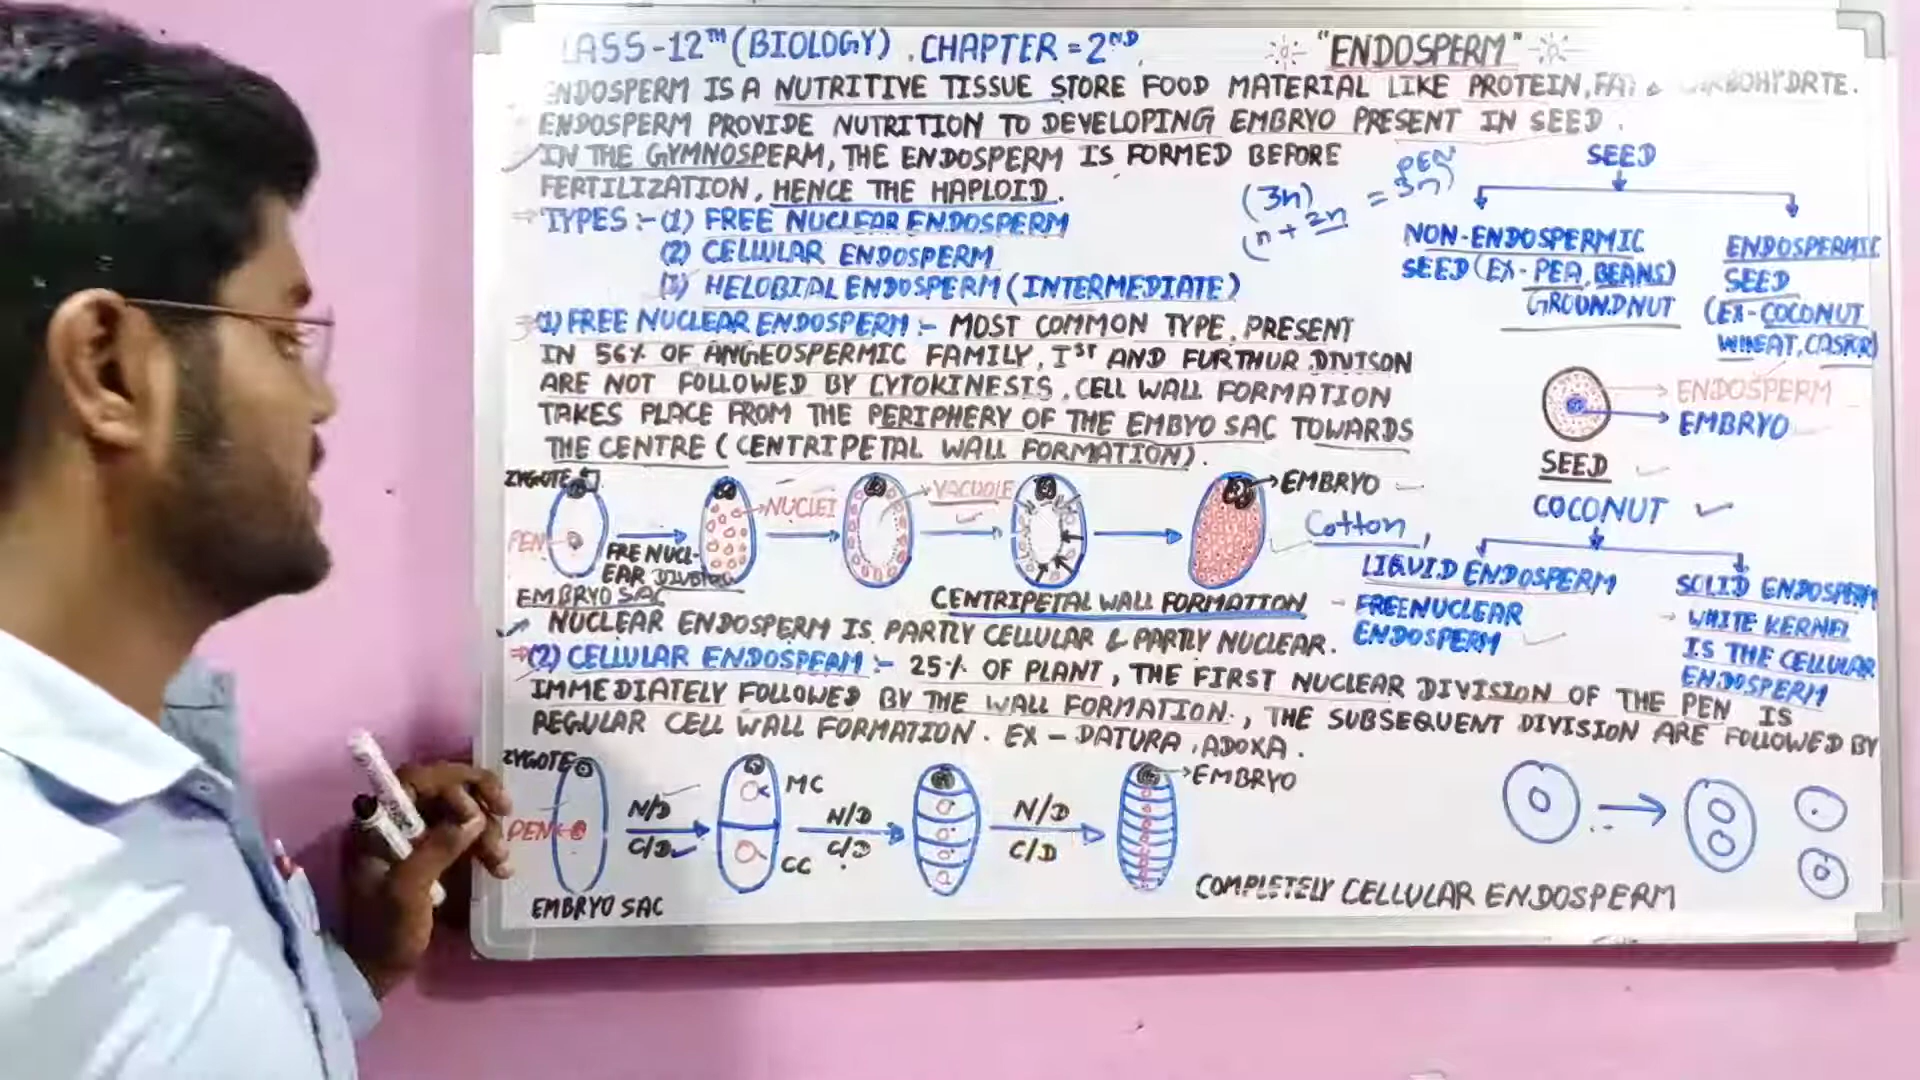 LASS-12TH (BIOLOGY) . CHAPTER = 2ND,
"ENDOSPERM"
ENDOSPERM IS A NUTRITIVE TISSUE STORE FOOD MATERIAL LIKE PROTEIN, FAT & CARBOHYDRTE.
ENDOSPERM PROVIDE NUTRITION TO DEVELOPING EMBRYO PRESENT IN SEED.
IN THE GYMNOSPERM, THE ENDOSPERM IS FORMED BEFORE
FERTILIZATION, HENCE THE HAPLOID.
(3n)
(n + 2n = 3n)
PEN
⇒ TYPES :- (1) FREE NUCLEAR ENDOSPERM
(2) CELLULAR ENDOSPERM
(3) HELOBIAL ENDOSPERM (INTERMEDIATE)
(1) FREE NUCLEAR ENDOSPERM :- MOST COMMON TYPE, PRESENT
IN 56% OF ANGEOSPERMIC FAMILY, IST AND FURTHUR DIVISON
ARE NOT FOLLOWED BY CYTOKINESIS, CELL WALL FORMATION
TAKES PLACE FROM THE PERIPHERY OF THE EMBYO SAC TOWARDS
THE CENTRE (CENTRIPETAL WALL FORMATION).
ZYGOTE
PEN
EMBRYO SAC
FRE NUCL-
EAR DIVISION
NUCLEI
VACUOLE
CENTRIPETAL WALL FORMATION
EMBRYO
Cotton,
NUCLEAR ENDOSPERM IS PARTLY CELLULAR & PARTLY NUCLEAR.
⇒ (2) CELLULAR ENDOSPEAM :- 25% OF PLANT, THE FIRST NUCLEAR DIVISION OF THE PEN IS
IMMEDIATELY FOLLOWED BY THE WALL FORMATION, THE SUBSEQUENT DIVISION ARE FOLLOWED BY
REGULAR CELL WALL FORMATION. EX - DATURA, ADOXA.
ZYGOTE
PEN
EMBRYO SAC
N/D
C/D
MC
CC
N/D
C/D
N/D
C/D
EMBRYO
COMPLETELY CELLULAR ENDOSPERM
SEED
NON-ENDOSPERMIC
SEED (EX- PEA, BEANS)
GROUNDNUT
ENDOSPERMIC
SEED
(EX- COCONUT
WHEAT, CASTR)
ENDOSPERM
EMBRYO
SEED
COCONUT
LIQUID ENDOSPERM
- FREENUCLEAR
ENDOSPERM
SOLID ENDOSPERM
- WHITE KERNEL
IS THE CELLULAR
ENDOSPERM